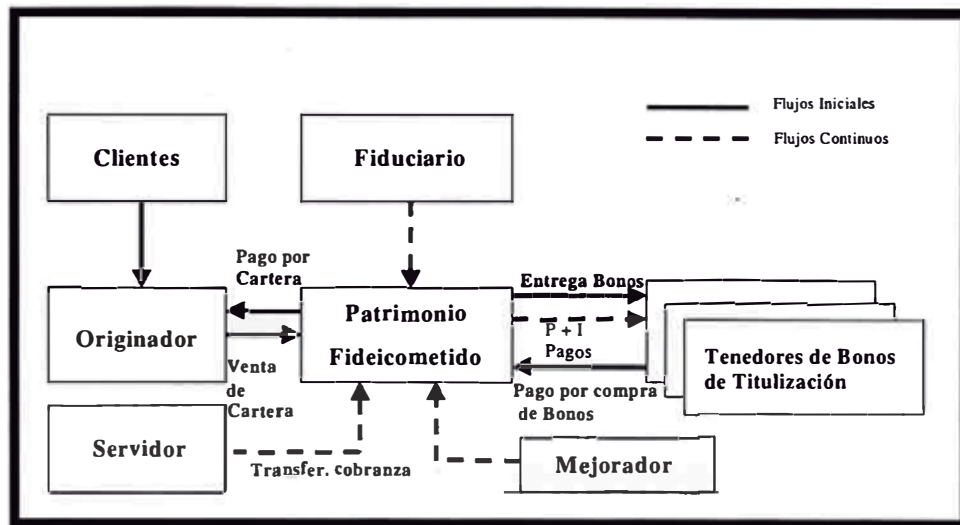 Flujos Iniciales
Flujos Continuos
Clientes
Fiduciario
Pago por
Cartera
Entrega Bonos
Originador
Patrimonio
Fideicometido
P + I
Pagos
Tenedores de Bonos
de Titulización
Venta
de
Cartera
Pago por compra
de Bonos
Servidor
Transfer. cobranza
Mejorador